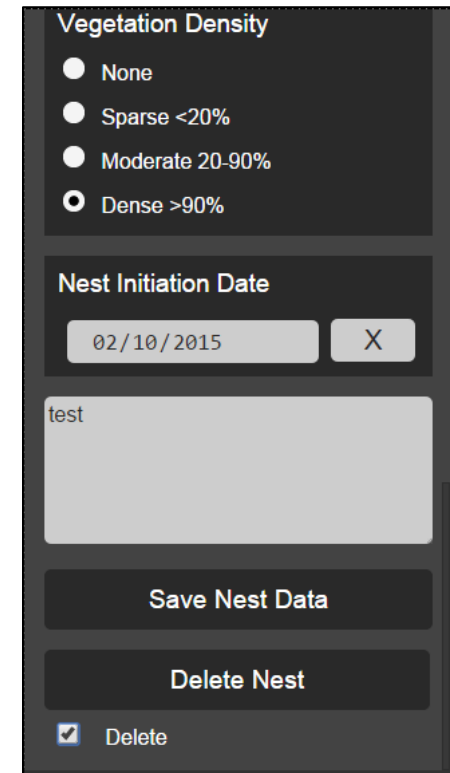 Vegetation Density
None
Sparse <20%
Moderate 20-90%
Dense >90%
Nest Initiation Date
02/10/2015 X
test
Save Nest Data
Delete Nest
Delete